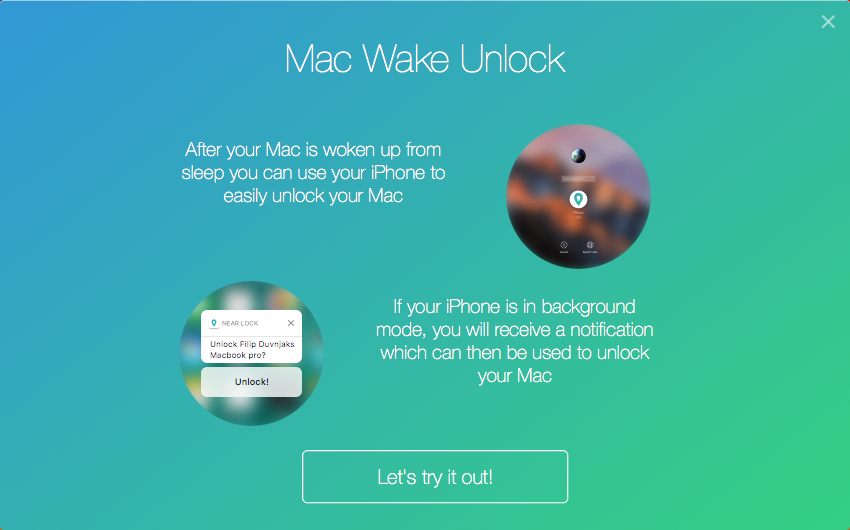 Mac Wake Unlock
After your Mac is woken up from
sleep you can use your iPhone to
easily unlock your Mac
NEAR LOCK
Unlock Filip Duvnjaks
Macbook pro?
Unlock!
If your iPhone is in background
mode, you will receive a notification
which can then be used to unlock
your Mac
Let's try it out!